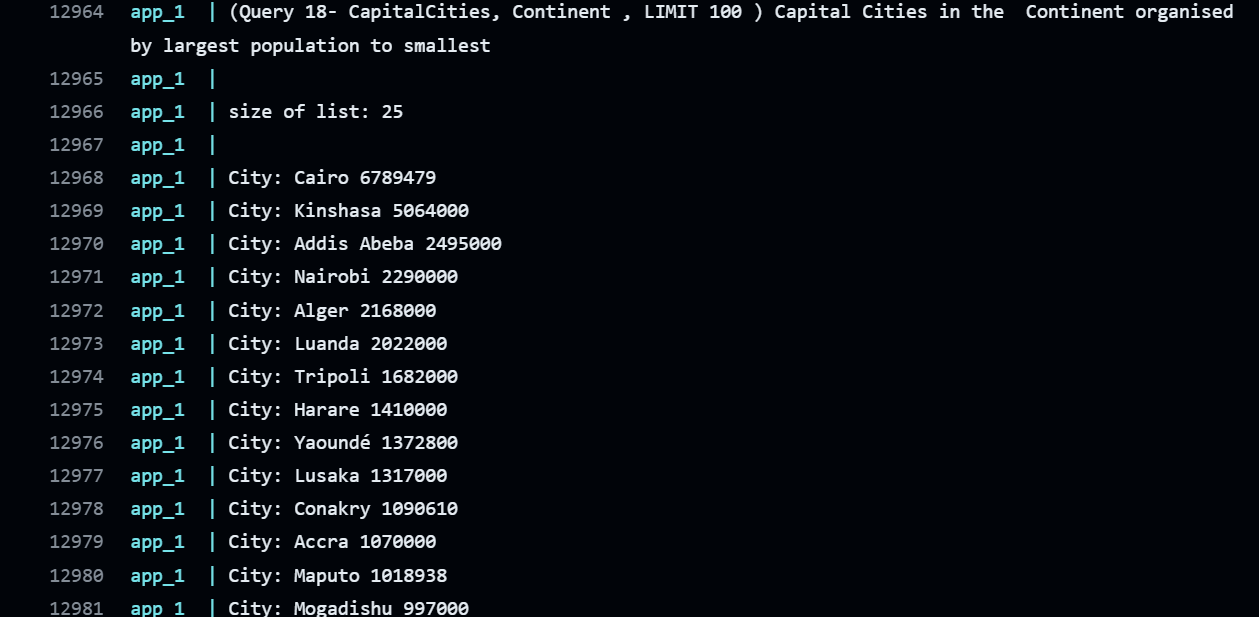 12964 app_1 | (Query 18- CapitalCities, Continent , LIMIT 100 ) Capital Cities in the  Continent organised
by largest population to smallest
12965 app_1 |
12966 app_1 | size of list: 25
12967 app_1 |
12968 app_1 | City: Cairo 6789479
12969 app_1 | City: Kinshasa 5064000
12970 app_1 | City: Addis Abeba 2495000
12971 app_1 | City: Nairobi 2290000
12972 app_1 | City: Alger 2168000
12973 app_1 | City: Luanda 2022000
12974 app_1 | City: Tripoli 1682000
12975 app_1 | City: Harare 1410000
12976 app_1 | City: Yaoundé 1372800
12977 app_1 | City: Lusaka 1317000
12978 app_1 | City: Conakry 1090610
12979 app_1 | City: Accra 1070000
12980 app_1 | City: Maputo 1018938
12981 app_1 | City: Mogadishu 997000